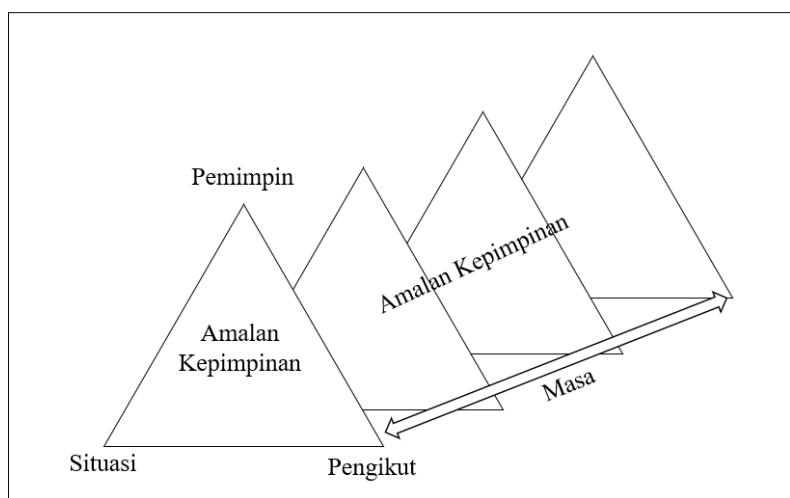 Pemimpin
Amalan Kepimpinan
Amalan
Kepimpinan
Masa
Situasi
Pengikut